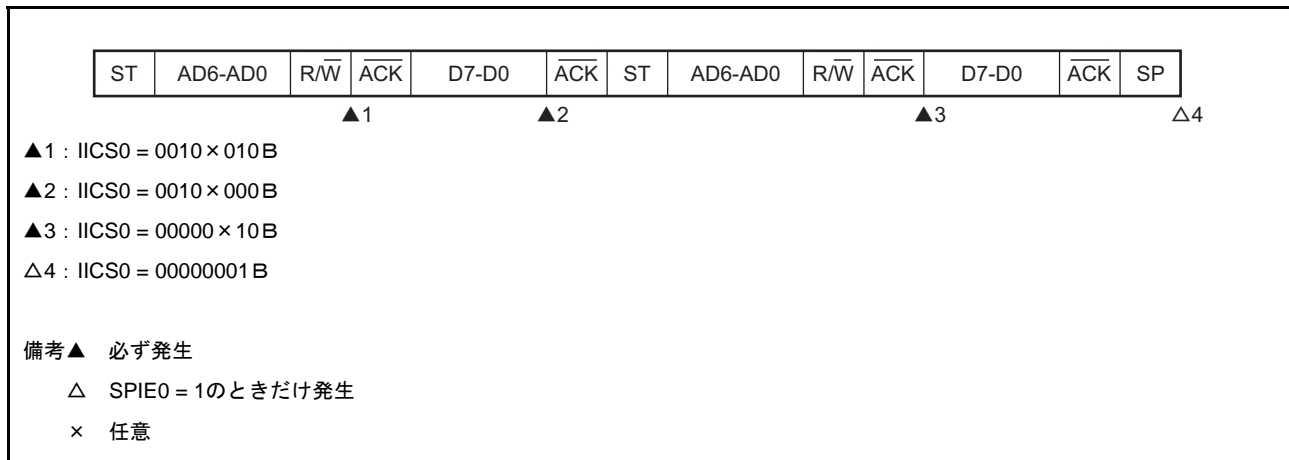 ST AD6-AD0 R/W ACK D7-D0 ACK ST AD6-AD0 R/W ACK D7-D0 ACK SP
▲1 ▲2 ▲3 △4
▲1 : IICS0 = 0010×010B
▲2 : IICS0 = 0010×000B
▲3 : IICS0 = 00000×10B
△4 : IICS0 = 00000001B
備考▲ 必ず発生
△ SPIE0 = 1のときだけ発生
× 任意